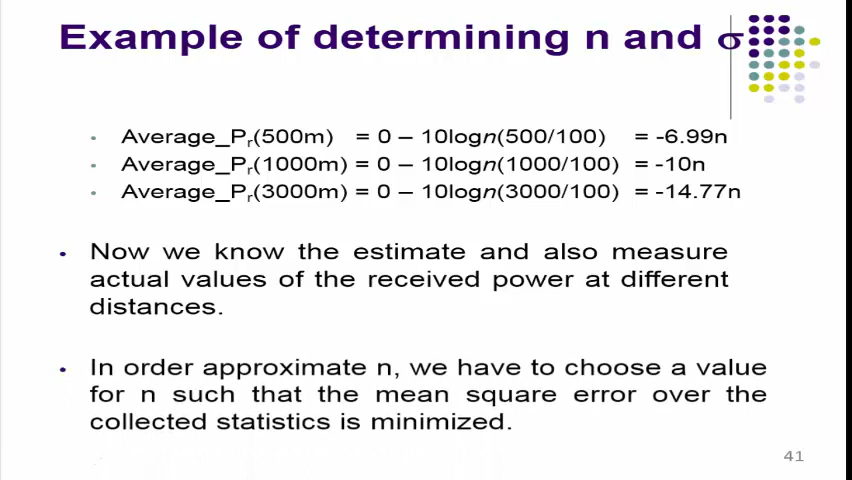 Example of determining n and σ
Average_Pr(500m) = 0 – 10logn(500/100) = -6.99n
Average_Pr(1000m) = 0 – 10logn(1000/100) = -10n
Average_Pr(3000m) = 0 – 10logn(3000/100) = -14.77n
Now we know the estimate and also measure
actual values of the received power at different
distances.
In order approximate n, we have to choose a value
for n such that the mean square error over the
collected statistics is minimized.
41